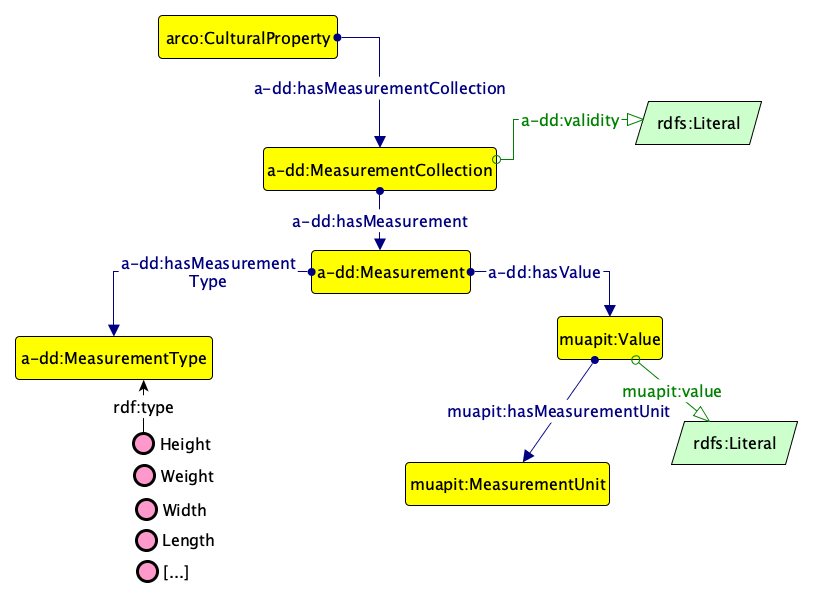 arco:CulturalProperty
a-dd:hasMeasurementCollection
a-dd:validity
rdfs:Literal
a-dd:MeasurementCollection
a-dd:hasMeasurement
a-dd:hasMeasurement
Type
a-dd:Measurement
a-dd:hasValue
muapit:Value
a-dd:MeasurementType
muapit:value
rdf:type
muapit:hasMeasurementUnit
Height
rdfs:Literal
Weight
muapit:MeasurementUnit
Width
Length
[...]